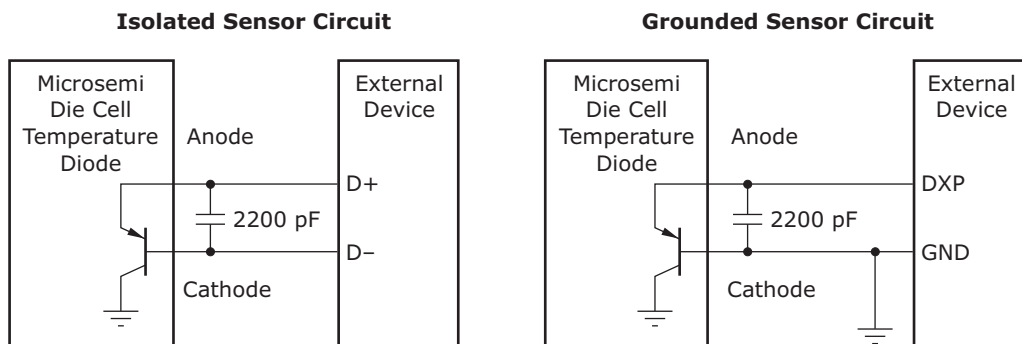 Isolated Sensor Circuit
Microsemi
Die Cell
Temperature
Diode
Anode
External
Device
D+
2200 pF
D–
Cathode
Grounded Sensor Circuit
Microsemi
Die Cell
Temperature
Diode
Anode
External
Device
DXP
2200 pF
GND
Cathode